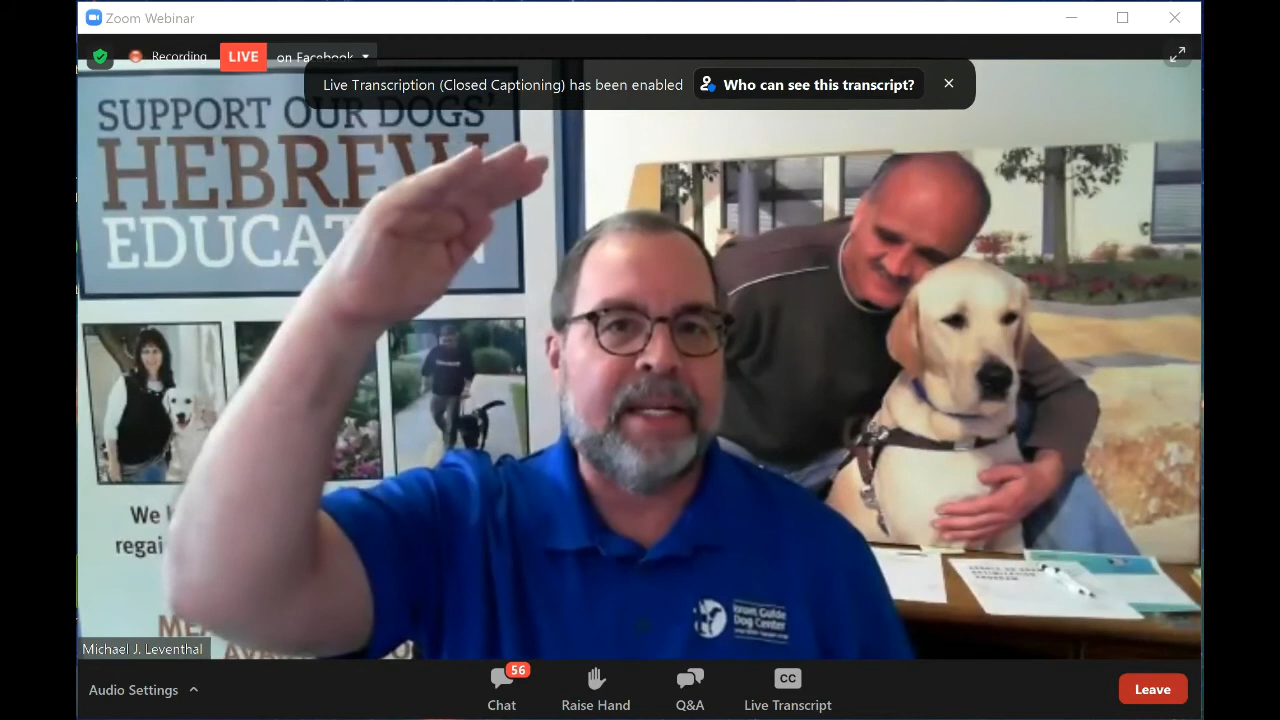 Zoom Webinar
Recording
LIVE
on Facebook
Live Transcription (Closed Captioning) has been enabled
Who can see this transcript?
SUPPORT OUR DOGS'
HEBREW
EDUCAT N
We
regai
Guide
Dog Center
Michael J. Leventhal
Audio Settings
56
Chat
Raise Hand
Q&A
CC
Live Transcript
Leave